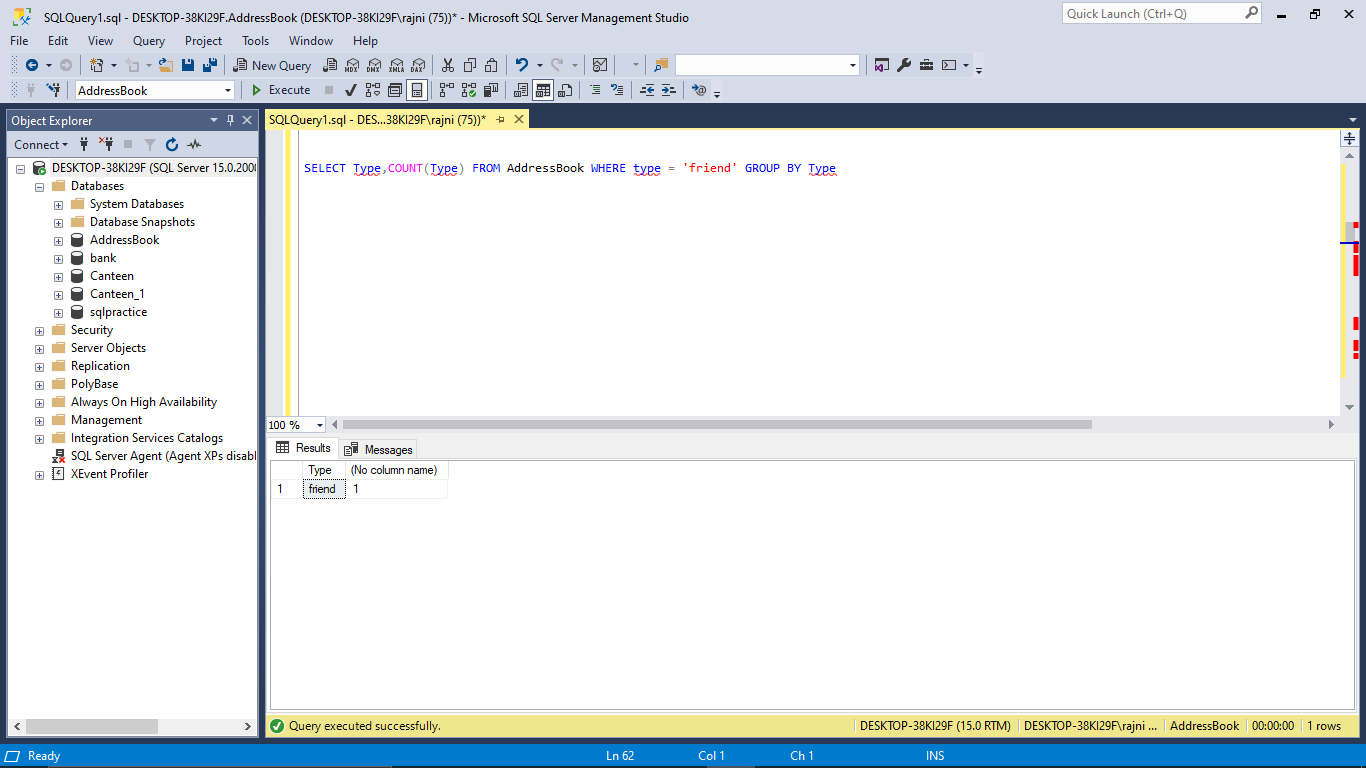 SQLQuery1.sql - DESKTOP-38KI29F.AddressBook (DESKTOP-38KI29F\rajni (75))* - Microsoft SQL Server Management Studio
Quick Launch (Ctrl+Q)
File Edit View Query Project Tools Window Help
New Query MDX DMX XMLA DAX
AddressBook Execute
Object Explorer
Connect
DESKTOP-38KI29F (SQL Server 15.0.2000
Databases
System Databases
Database Snapshots
AddressBook
bank
Canteen
Canteen_1
sqlpractice
Security
Server Objects
Replication
PolyBase
Always On High Availability
Management
Integration Services Catalogs
SQL Server Agent (Agent XPs disabl
XEvent Profiler
SQLQuery1.sql - DES...38KI29F\rajni (75))*
SELECT Type,COUNT(Type) FROM AddressBook WHERE type = 'friend' GROUP BY Type
100 %
Results Messages
Type (No column name)
1 friend 1
Query executed successfully. DESKTOP-38KI29F (15.0 RTM) DESKTOP-38KI29F\rajni ... AddressBook 00:00:00 1 rows
Ready Ln 62 Col 1 Ch 1 INS